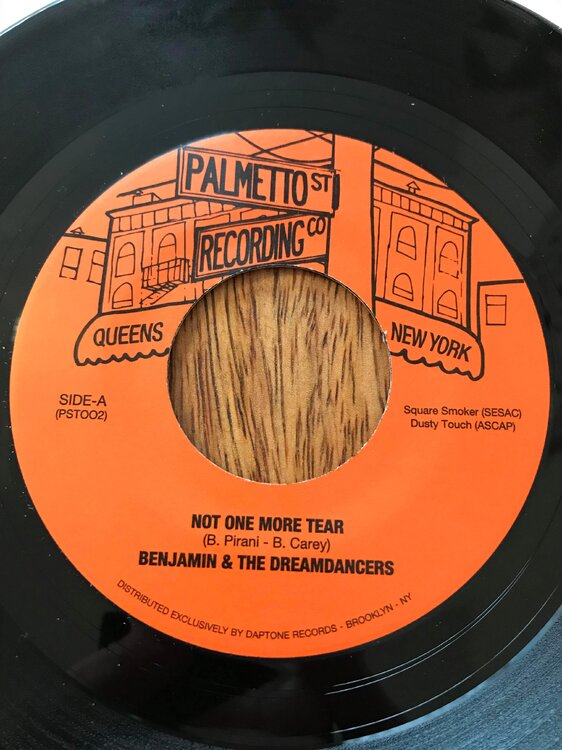 PALMETTO ST
RECORDING CO
QUEENS
NEW YORK
SIDE-A
(PST002)
Square Smoker (SESAC)
Dusty Touch (ASCAP)
NOT ONE MORE TEAR
(B. Pirani - B. Carey)
BENJAMIN & THE DREAMDANCERS
DISTRIBUTED EXCLUSIVELY BY DAPTONE RECORDS - BROOKLYN - NY